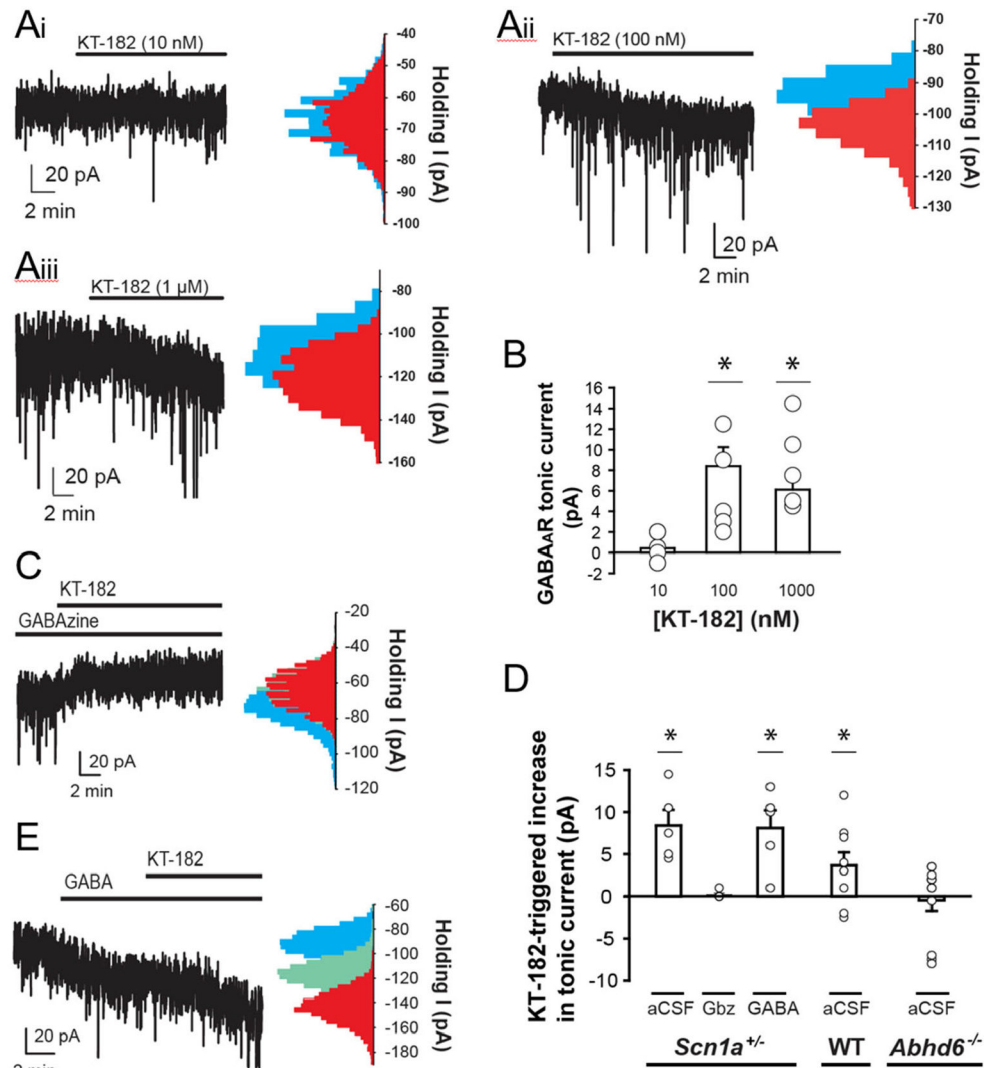 Ai
KT-182 (10 nM)
20 pA
2 min
-40
-50
-60
-70
-80
-90
-100
Holding I (pA)
Aii
KT-182 (100 nM)
20 pA
2 min
-70
-80
-90
-100
-110
-120
-130
Holding I (pA)
Aiii
KT-182 (1 µM)
20 pA
2 min
-80
-100
-120
-140
-160
Holding I (pA)
B
* *
GABAAR tonic current
(pA)
16
14
12
10
8
6
4
2
0
-2
10 100 1000
[KT-182] (nM)
C
KT-182
GABAzine
20 pA
2 min
-20
-40
-60
-80
-100
-120
Holding I (pA)
D
* * *
KT-182-triggered increase
in tonic current (pA)
15
10
5
0
-5
-10
aCSF Gbz GABA aCSF aCSF
Scn1a+/- WT Abhd6-/-
E
KT-182
GABA
20 pA
2 min
-60
-80
-100
-120
-140
-160
-180
Holding I (pA)